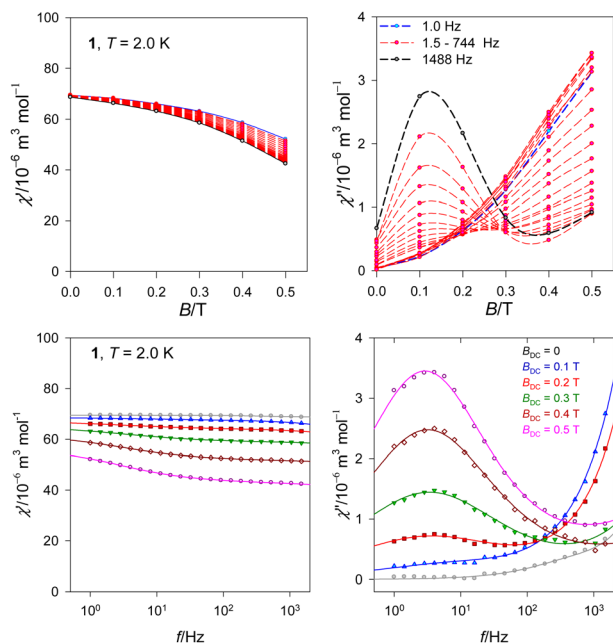 100
80
60
40
20
0
χ'/10⁻⁶ m³ mol⁻¹
1, T = 2.0 K
0.0 0.1 0.2 0.3 0.4 0.5
B/T
4
3
2
1
0
χ"/10⁻⁶ m³ mol⁻¹
1.0 Hz
1.5 - 744 Hz
1488 Hz
0.0 0.1 0.2 0.3 0.4 0.5
B/T
100
80
60
40
20
0
χ'/10⁻⁶ m³ mol⁻¹
1, T = 2.0 K
10⁰ 10¹ 10² 10³
f/Hz
4
3
2
1
0
χ"/10⁻⁶ m³ mol⁻¹
B_DC = 0
B_DC = 0.1 T
B_DC = 0.2 T
B_DC = 0.3 T
B_DC = 0.4 T
B_DC = 0.5 T
10⁰ 10¹ 10² 10³
f/Hz